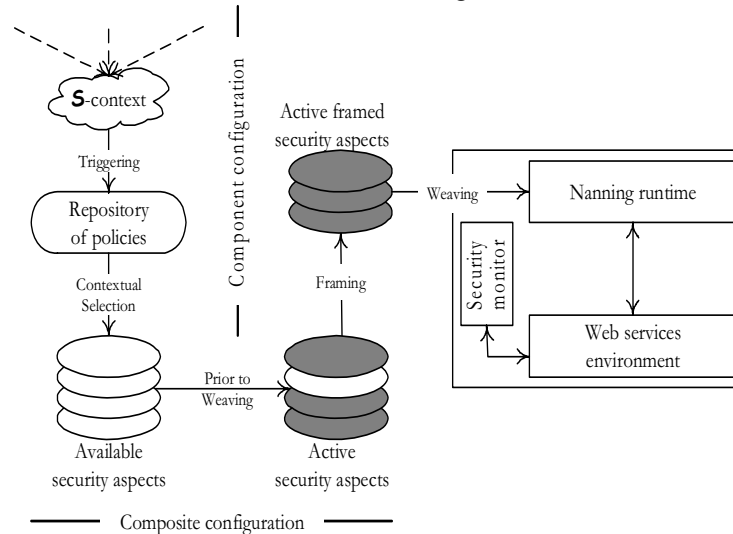 S-context
Triggering
Repository
of policies
Contextual
Selection
Available
security aspects
Prior to
Weaving
Component configuration
Active framed
security aspects
Framing
Active
security aspects
Weaving
Nanning runtime
Security
monitor
Web services
environment
Composite configuration